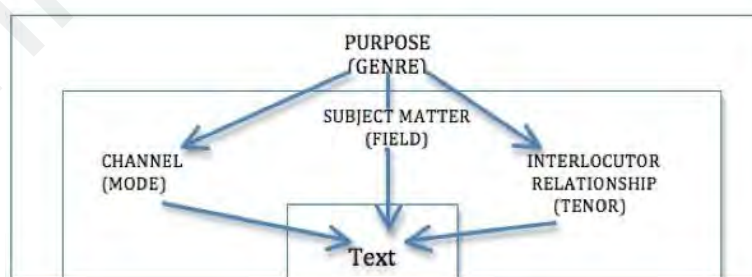 PURPOSE
(GENRE)
SUBJECT MATTER
(FIELD)
CHANNEL
(MODE)
INTERLOCUTOR
RELATIONSHIP
(TENOR)
Text